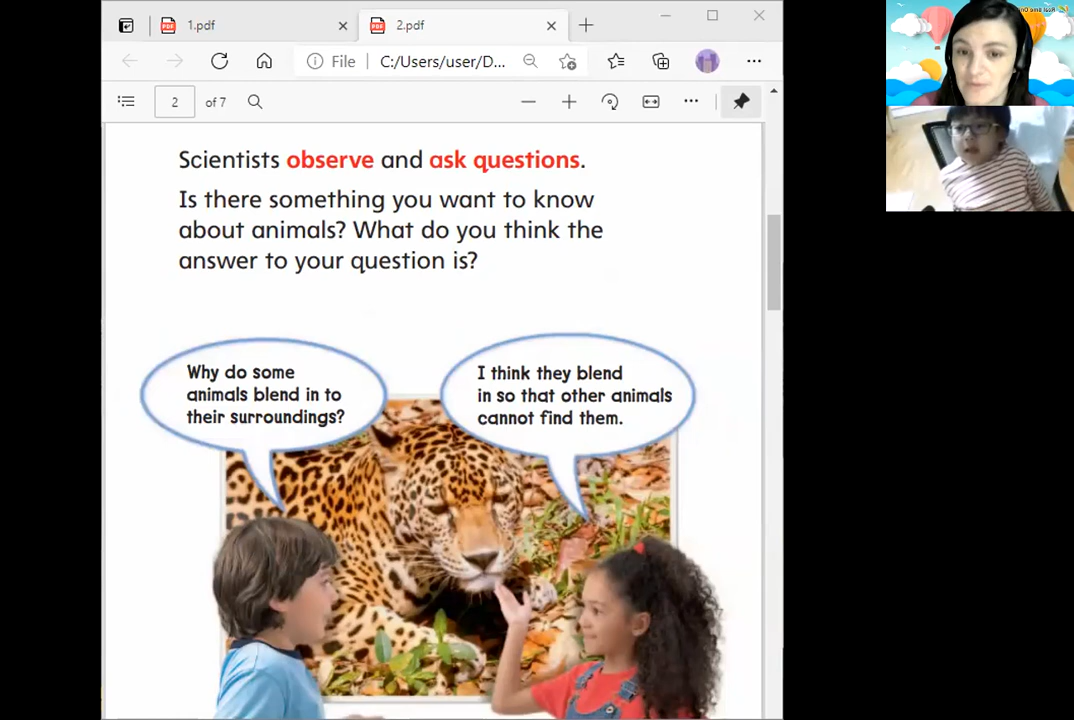 1.pdf
2.pdf
File C:/Users/user/D...
2 of 7
Scientists observe and ask questions.
Is there something you want to know
about animals? What do you think the
answer to your question is?
Why do some
animals blend in to
their surroundings?
I think they blend
in so that other animals
cannot find them.